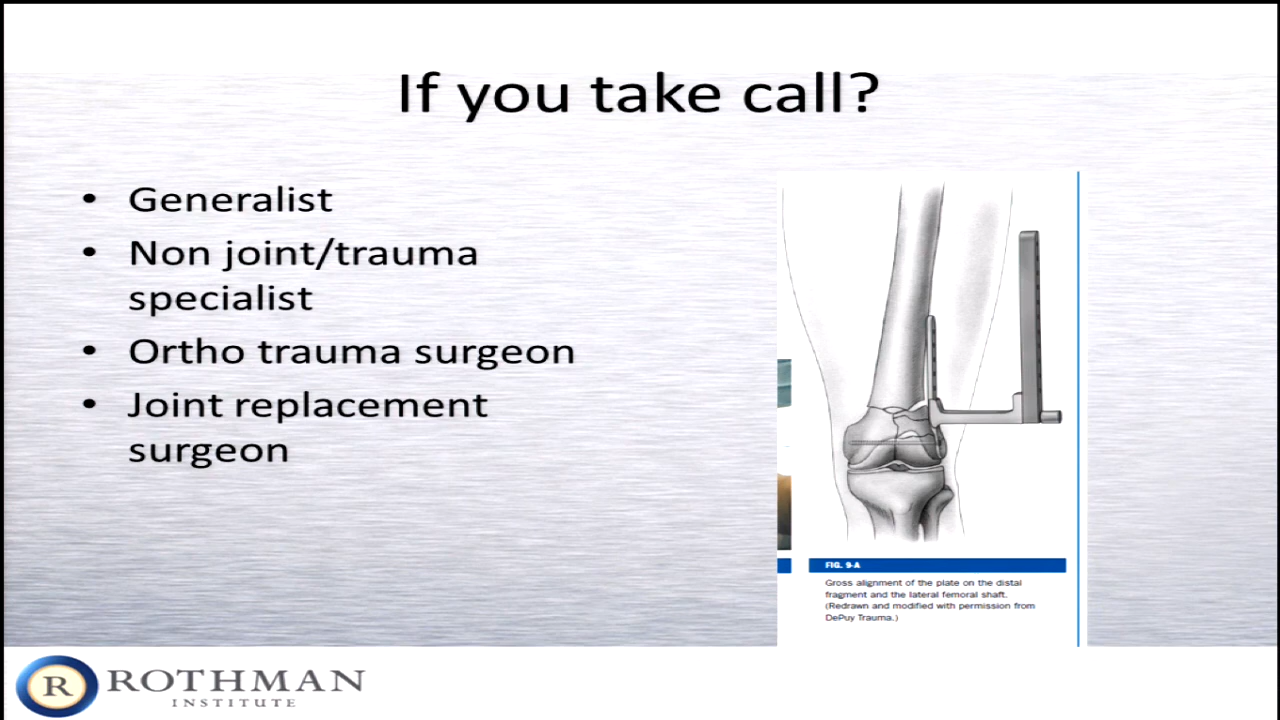 If you take call?
• Generalist
• Non joint/trauma
specialist
• Ortho trauma surgeon
• Joint replacement
surgeon
FIG. 9-A
Gross alignment of the plate on the distal
fragment and the lateral femoral shaft.
(Redrawn and modified with permission from
DePuy Trauma.)
R
ROTHMAN
INSTITUTE